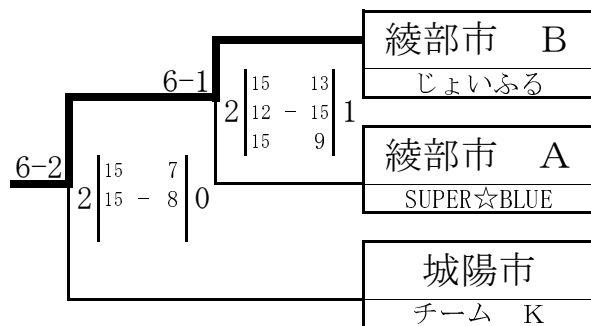 綾部市 B
じょいふる
6-1
2 15 13 1
12 - 15
15 9
綾部市 A
SUPER☆BLUE
6-2
2 15 7 0
15 - 8
城陽市
チーム K